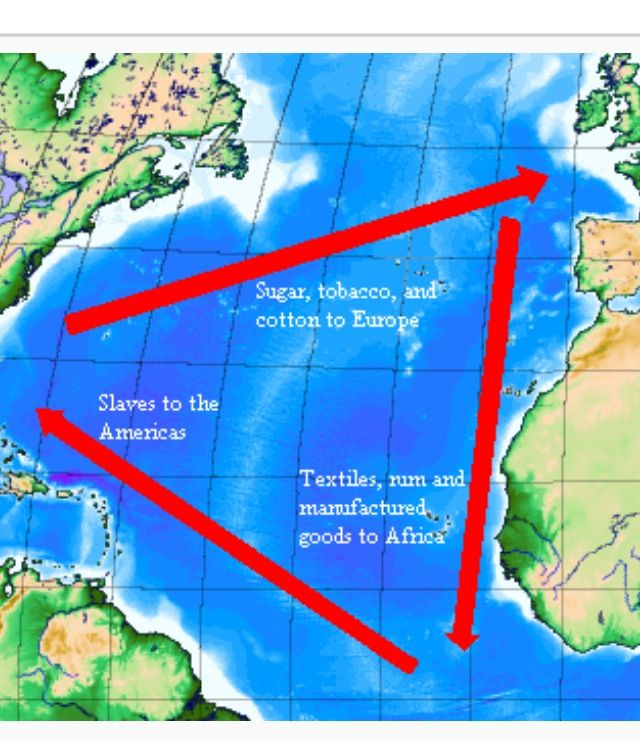 Sugar, tobacco, and
cotton to Europe
Slaves to the
Americas
Textiles, rum and
manufactured
goods to Africa